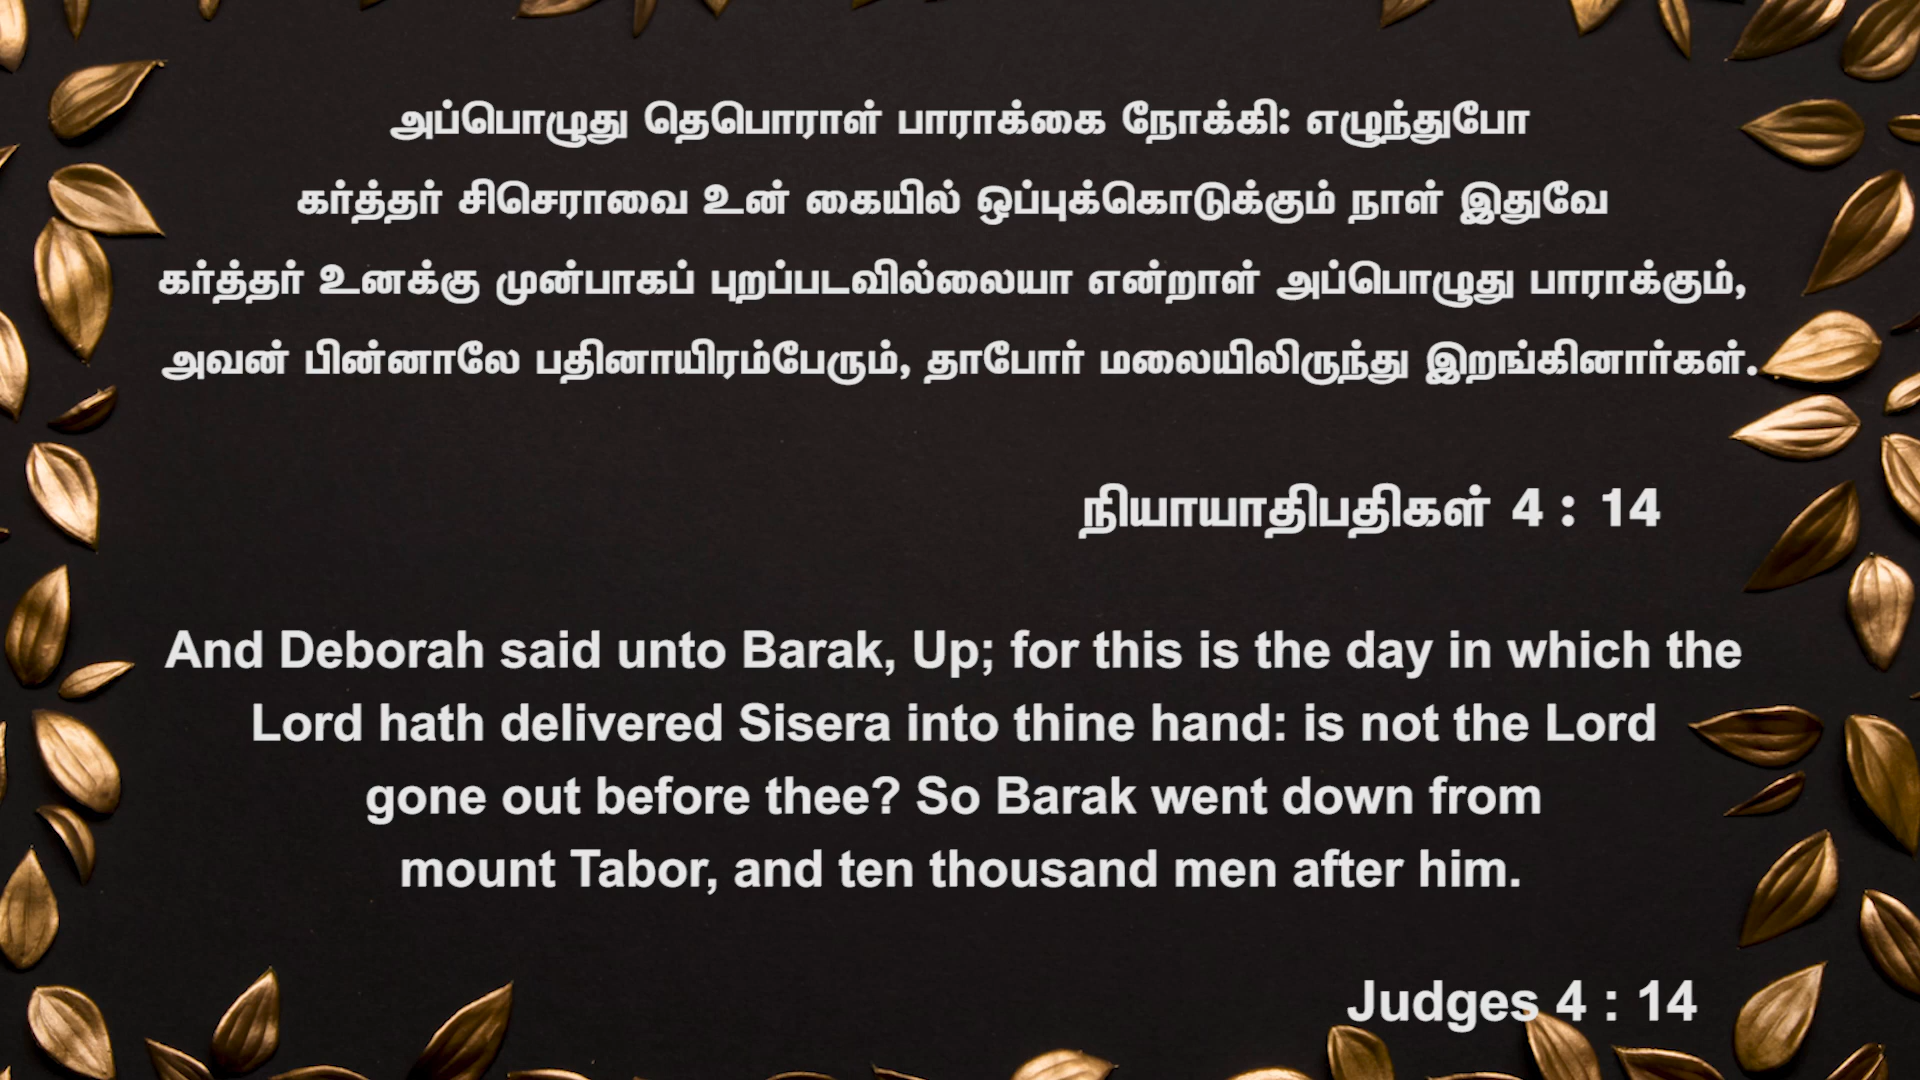 அப்பொழுது தெபொராள் பாராக்கை நோக்கி: எழுந்துபோ
கர்த்தர் சிசெராவை உன் கையில் ஒப்புக்கொடுக்கும் நாள் இதுவே
கர்த்தர் உனக்கு முன்பாகப் புறப்படவில்லையா என்றாள் அப்பொழுது பாராக்கும்,
அவன் பின்னாலே பதினாயிரம்பேரும், தாபோர் மலையிலிருந்து இறங்கினார்கள்.
நியாயாதிபதிகள் 4 : 14
And Deborah said unto Barak, Up; for this is the day in which the
Lord hath delivered Sisera into thine hand: is not the Lord
gone out before thee? So Barak went down from
mount Tabor, and ten thousand men after him.
Judges 4 : 14